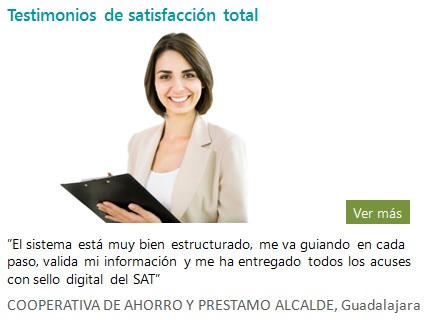 Testimonios de satisfacción total
Ver más
“El sistema está muy bien estructurado, me va guiando en cada
paso, valida mi información y me ha entregado todos los acuses
con sello digital del SAT”
COOPERATIVA DE AHORRO Y PRESTAMO ALCALDE, Guadalajara